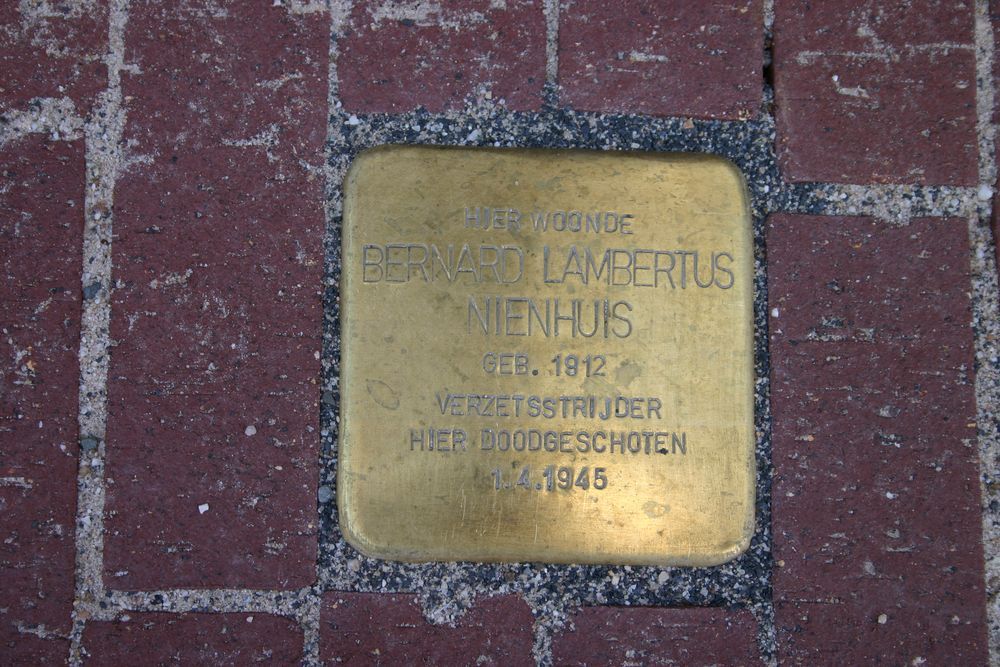 HIER WOONDE
BERNARD LAMBERTUS
NIENHUIS
GEB. 1912
VERZETSSTRIJDER
HIER DOODGESCHOTEN
1.4.1945